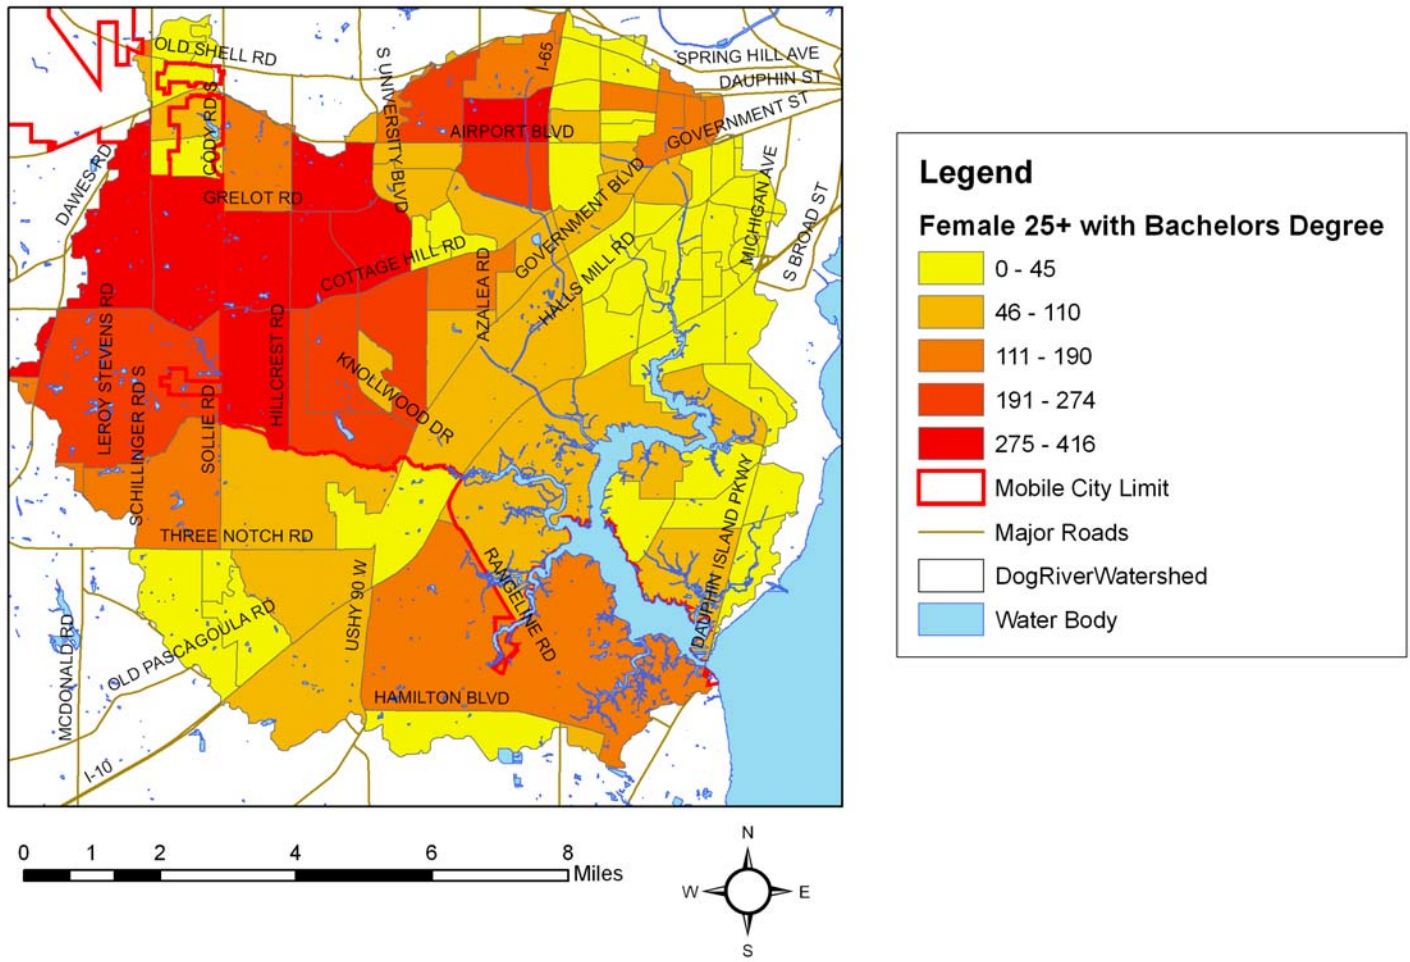 OLD SHELL RD
S UNIVERSITY BLVD
I-65
SPRING HILL AVE
DAUPHIN ST
GOVERNMENT ST
AIRPORT BLVD
CODY RD S
DAWES RD
GRELOT RD
GOVERNMENT BLVD
MICHIGAN AVE
S BROAD ST
COTTAGE HILL RD
AZALEA RD
HALLS MILL RD
LEROY STEVENS RD
HILLCREST RD
SCHILLINGER RD S
SOLLIE RD
KNOLLWOOD DR
THREE NOTCH RD
RANGELINE RD
DAUPHIN ISLAND PKWY
USHY 90 W
MCDONALD RD
OLD PASCAGOULA RD
HAMILTON BLVD
I-10
Legend
Female 25+ with Bachelors Degree
0 - 45
46 - 110
111 - 190
191 - 274
275 - 416
Mobile City Limit
Major Roads
DogRiverWatershed
Water Body
0 1 2 4 6 8
Miles
N
W E
S